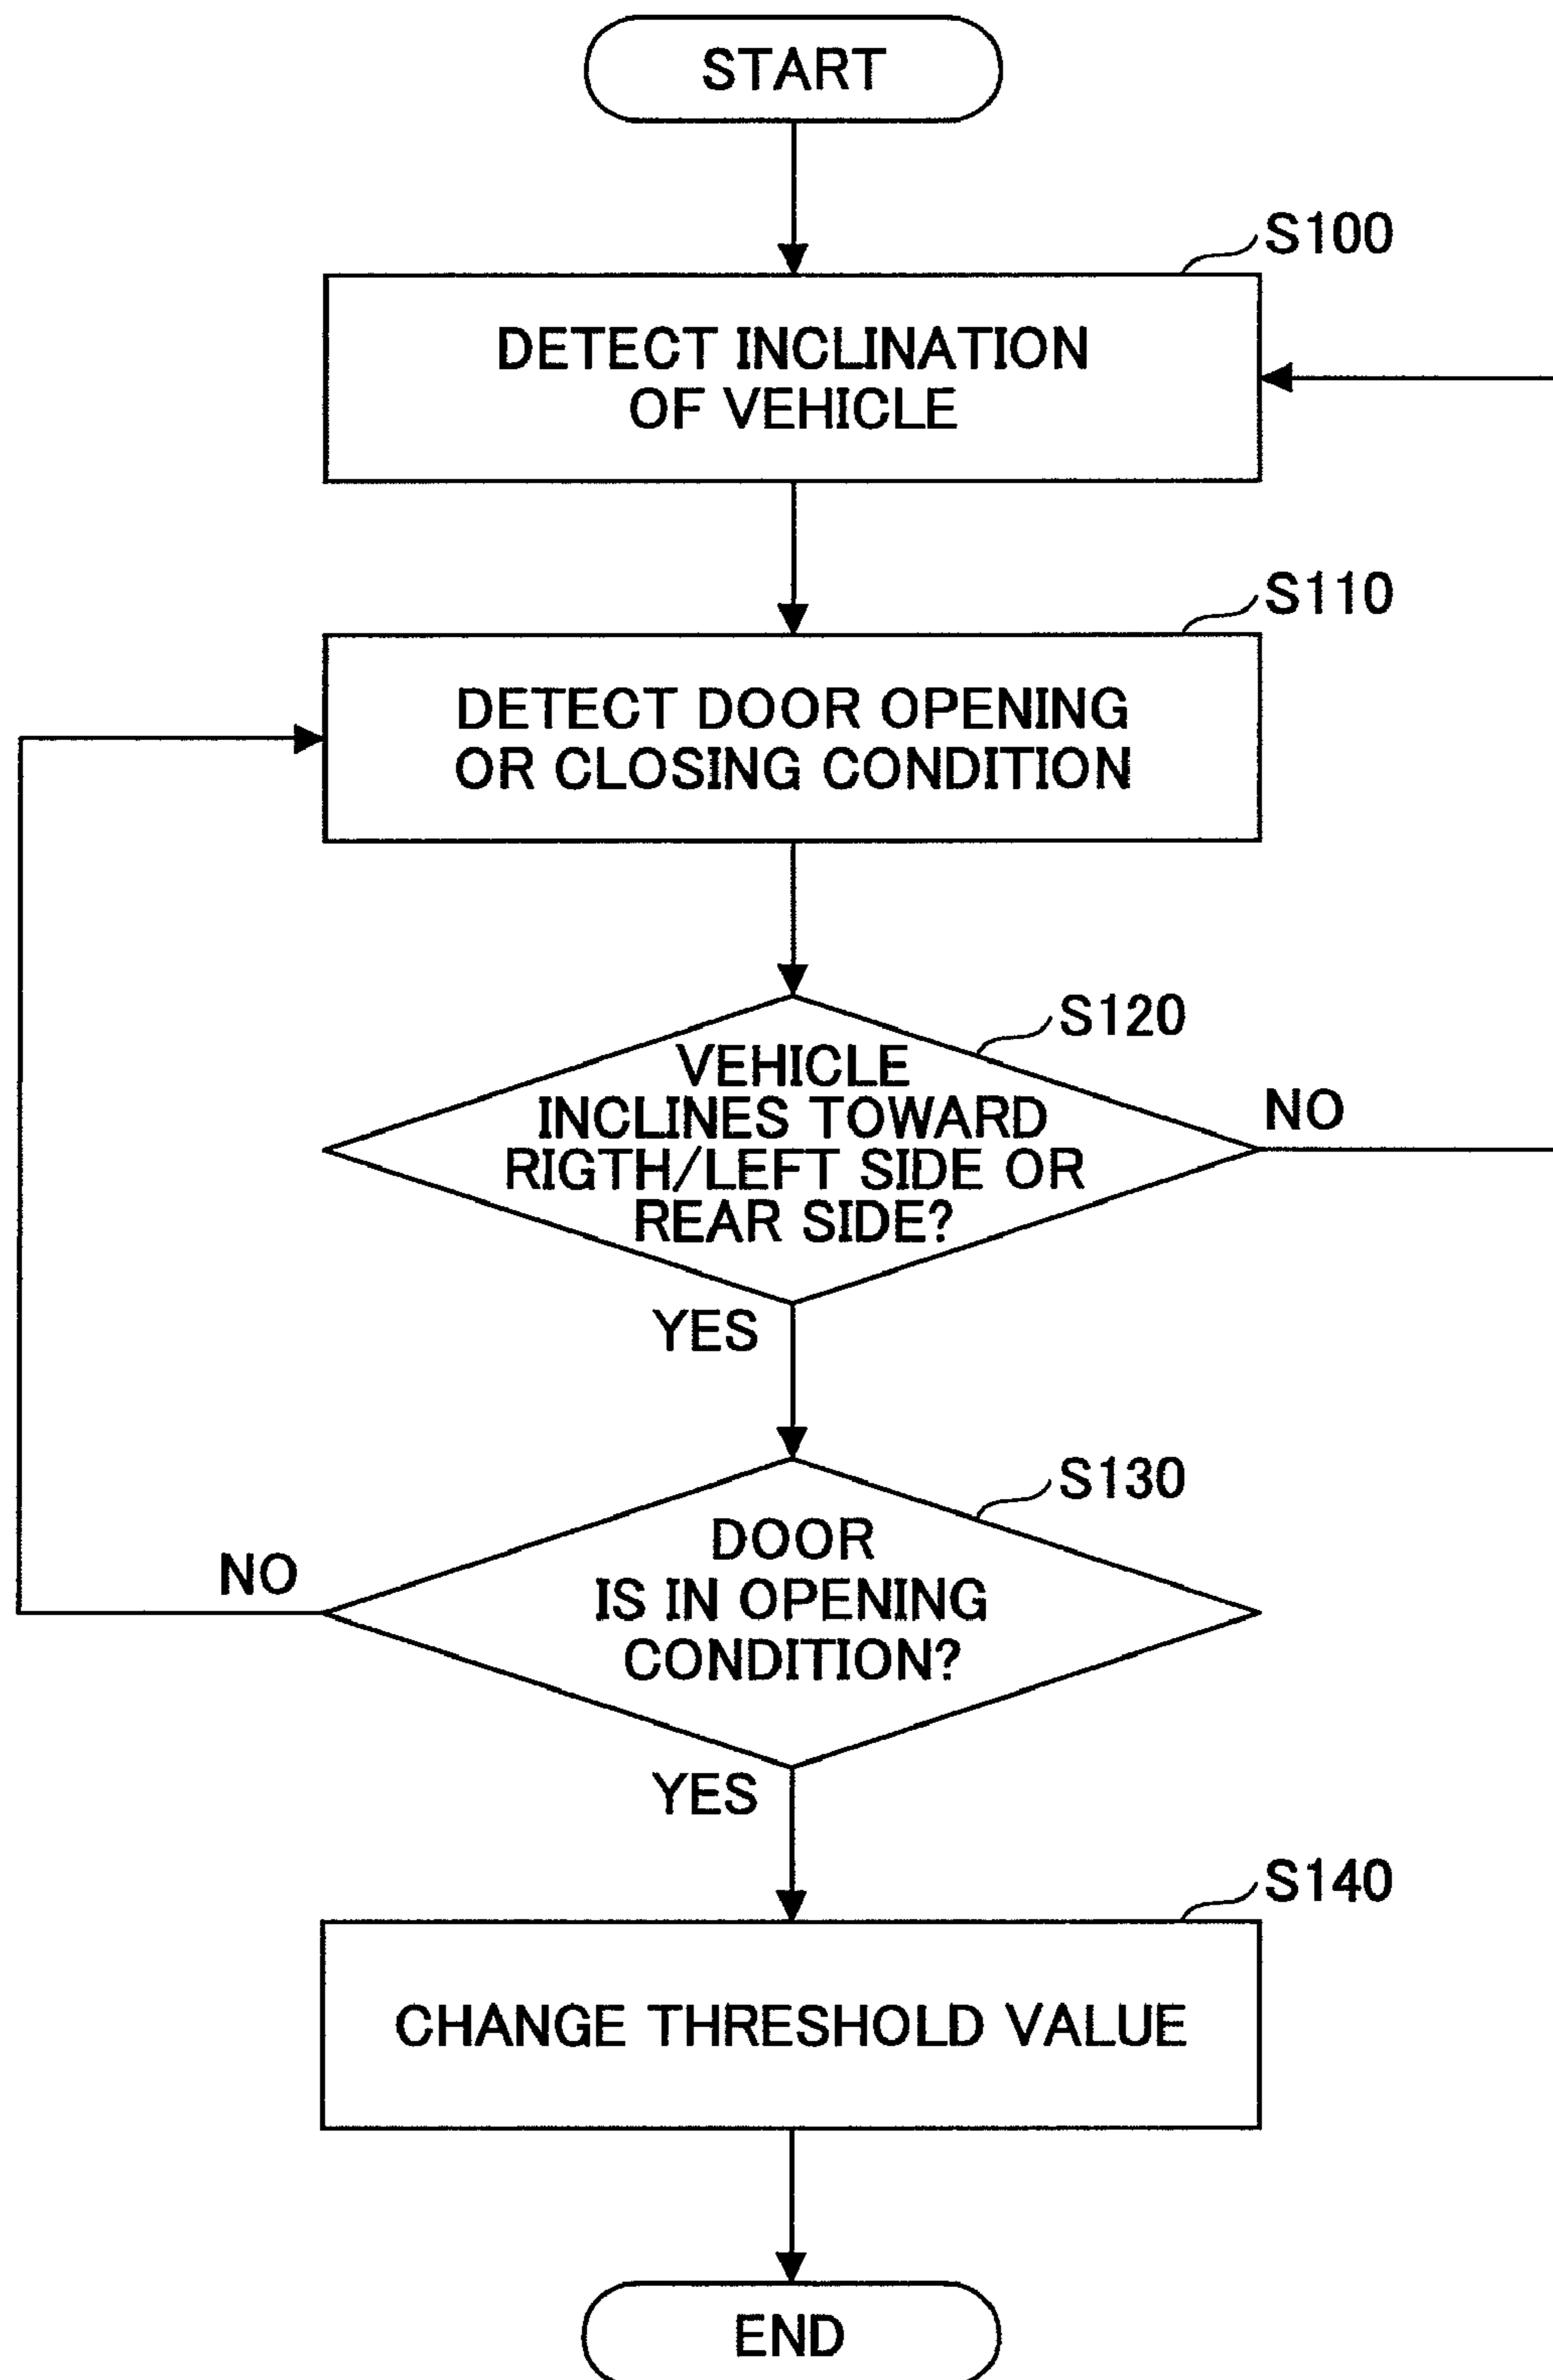 START
S100
DETECT INCLINATION
OF VEHICLE
S110
DETECT DOOR OPENING
OR CLOSING CONDITION
S120
VEHICLE
INCLINES TOWARD
RIGTH/LEFT SIDE OR
REAR SIDE?
NO
YES
S130
DOOR
IS IN OPENING
CONDITION?
NO
YES
S140
CHANGE THRESHOLD VALUE
END